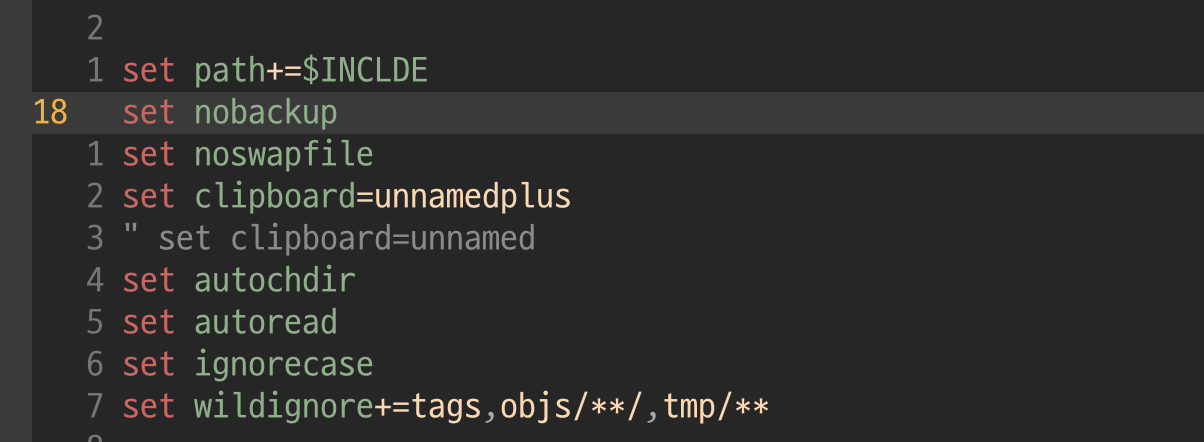 2
1 set path+=$INCLDE
18 set nobackup
1 set noswapfile
2 set clipboard=unnamedplus
3 " set clipboard=unnamed
4 set autochdir
5 set autoread
6 set ignorecase
7 set wildignore+=tags,objs/**/,tmp/**